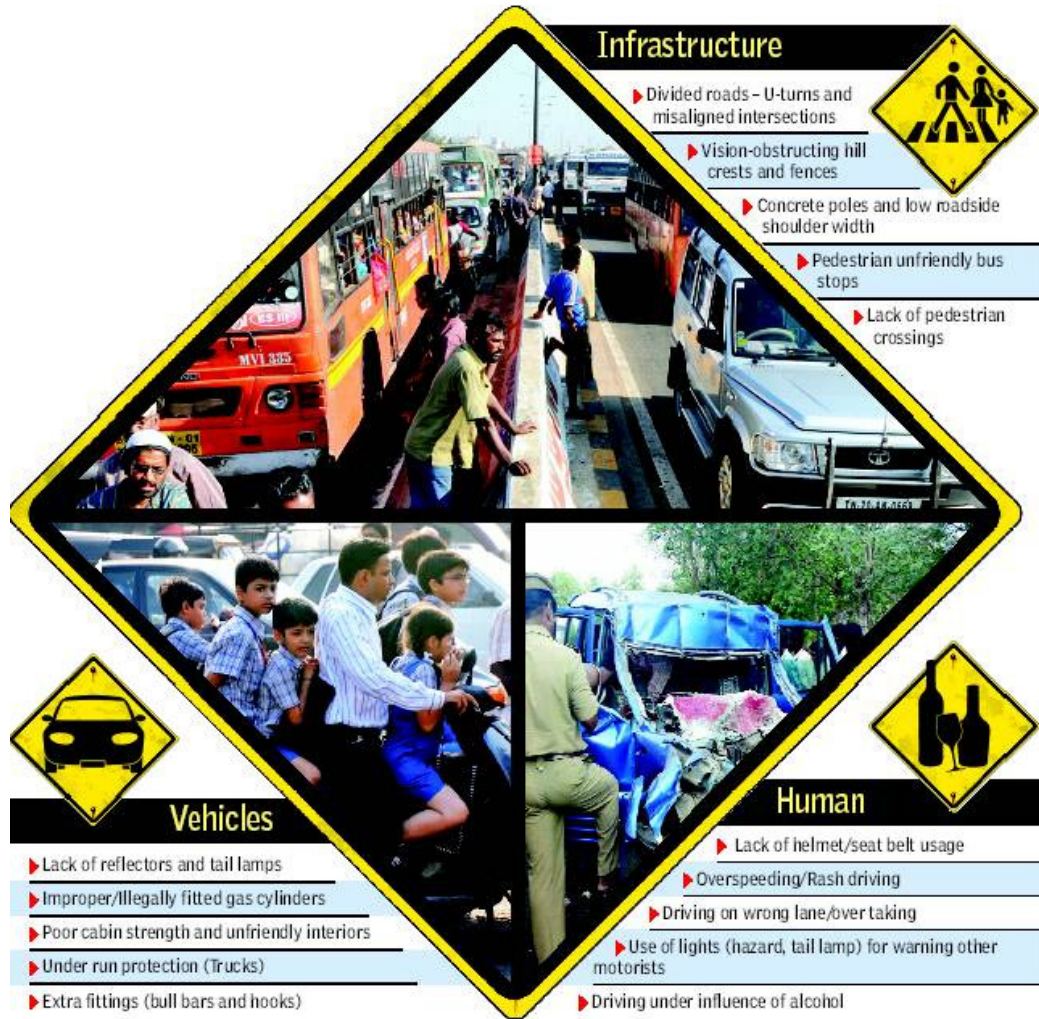 Infrastructure
Divided roads – U-turns and
misaligned intersections
Vision-obstructing hill
crests and fences
Concrete poles and low roadside
shoulder width
Pedestrian unfriendly bus
stops
Lack of pedestrian
crossings
MVI 335
Vehicles
Lack of reflectors and tail lamps
Improper/Illegally fitted gas cylinders
Poor cabin strength and unfriendly interiors
Under run protection (Trucks)
Extra fittings (bull bars and hooks)
Human
Lack of helmet/seat belt usage
Overspeeding/Rash driving
Driving on wrong lane/over taking
Use of lights (hazard, tail lamp) for warning other
motorists
Driving under influence of alcohol